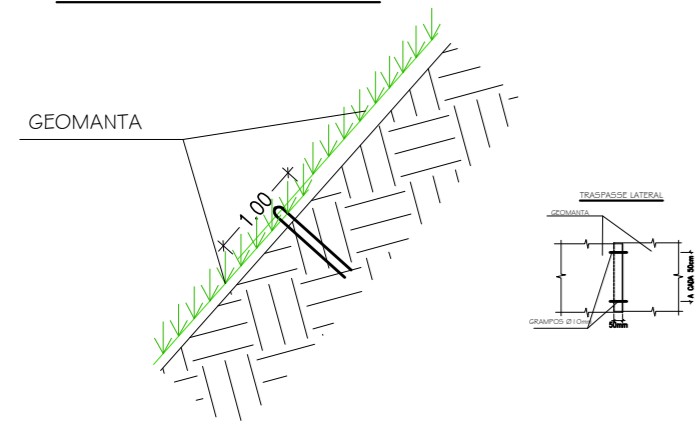 GEOMANTA
1.00
TRASPASSE LATERAL
GEOMANTA
A CADA 50cm
GRAMPOS Ø10mm
50mm